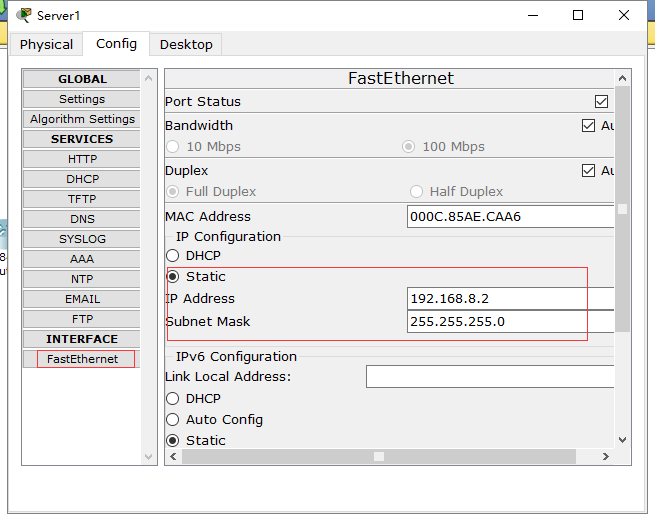 Server1
Physical Config Desktop
GLOBAL
Settings
Algorithm Settings
SERVICES
HTTP
DHCP
TFTP
DNS
SYSLOG
AAA
NTP
EMAIL
FTP
INTERFACE
FastEthernet
FastEthernet
Port Status
Bandwidth Au
10 Mbps 100 Mbps
Duplex Au
Full Duplex Half Duplex
MAC Address 000C.85AE.CAA6
IP Configuration
DHCP
Static
IP Address 192.168.8.2
Subnet Mask 255.255.255.0
IPv6 Configuration
Link Local Address:
DHCP
Auto Config
Static